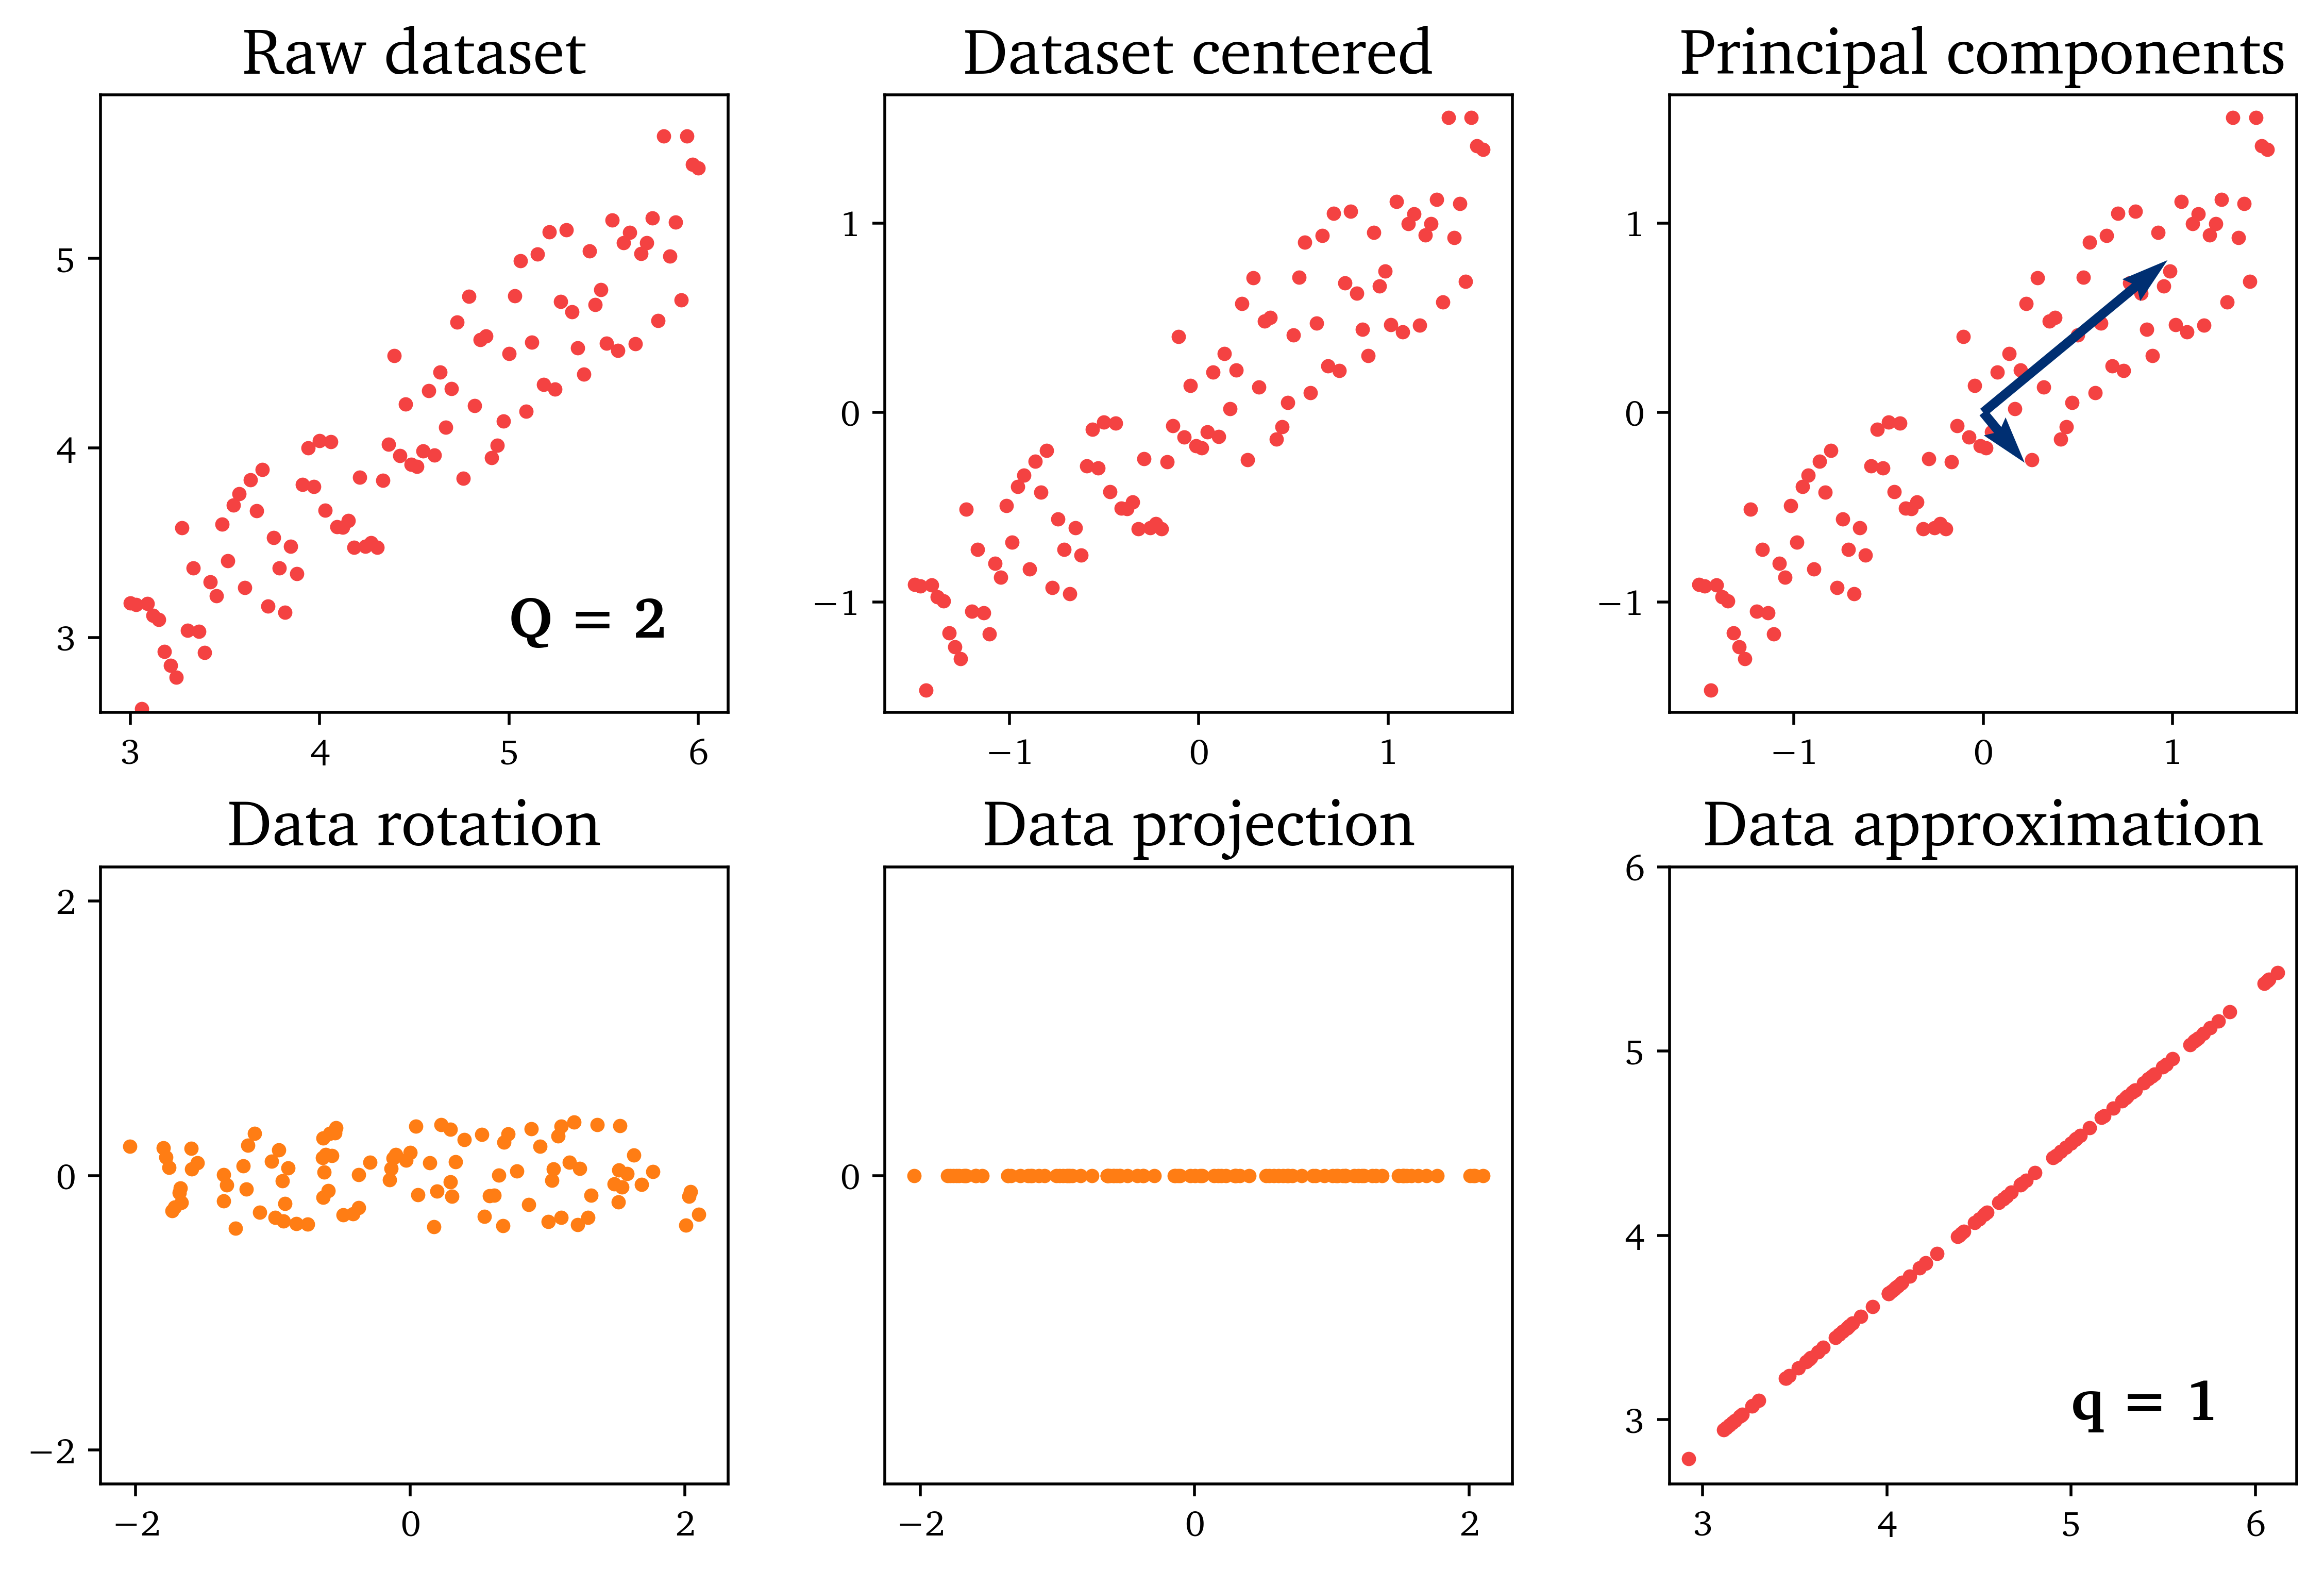 Raw dataset
5
4
3
3 4 5 6
Q = 2
Dataset centered
1
0
−1
−1 0 1
Principal components
1
0
−1
−1 0 1
Data rotation
2
0
−2
−2 0 2
Data projection
0
−2 0 2
Data approximation
6
5
4
3
3 4 5 6
q = 1